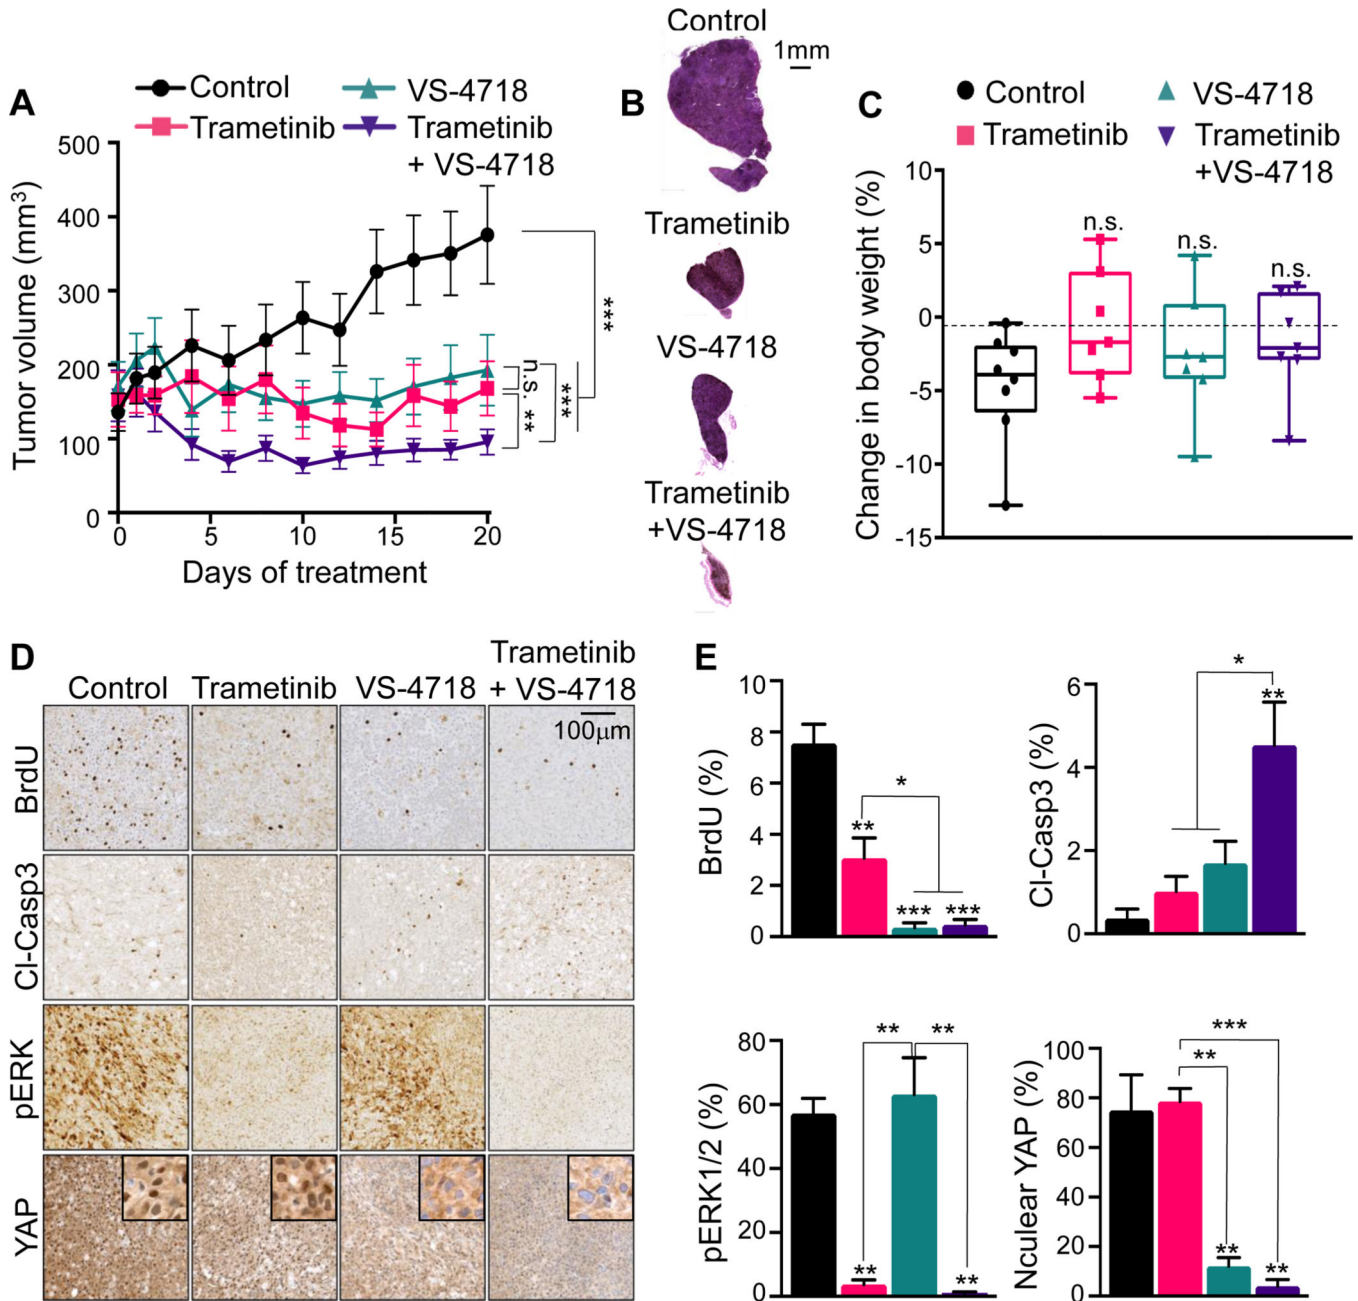 A
Control
VS-4718
Trametinib
Trametinib
+ VS-4718
Tumor volume (mm3)
500
400
300
200
100
0
0
5
10
15
20
Days of treatment
***
n.s.
**
***
B
Control
1mm
Trametinib
VS-4718
Trametinib
+VS-4718
C
Control
VS-4718
Trametinib
Trametinib
+VS-4718
Change in body weight (%)
10
5
0
-5
-10
-15
n.s.
n.s.
n.s.
D
Control
Trametinib
VS-4718
Trametinib
+ VS-4718
100μm
BrdU
Cl-Casp3
pERK
YAP
E
BrdU (%)
10
8
6
4
2
0
*
**
***
***
Cl-Casp3 (%)
6
4
2
0
*
**
pERK1/2 (%)
80
60
40
20
0
**
**
**
**
Nculear YAP (%)
100
80
60
40
20
0
***
**
**
**